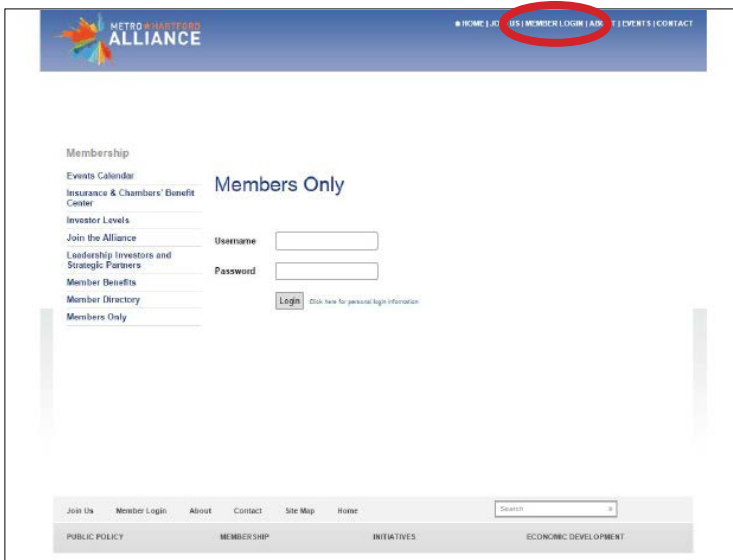 METRO★HARTFORD
ALLIANCE
HOME | JOIN US | MEMBER LOGIN | ABOUT | EVENTS | CONTACT
Membership
Events Calendar
Insurance & Chambers' Benefit
Center
Investor Levels
Join the Alliance
Leadership Investors and
Strategic Partners
Member Benefits
Member Directory
Members Only
Members Only
Username
Password
Login Click here for personal login information
Join Us Member Login About Contact Site Map Home Search
PUBLIC POLICY MEMBERSHIP INITIATIVES ECONOMIC DEVELOPMENT